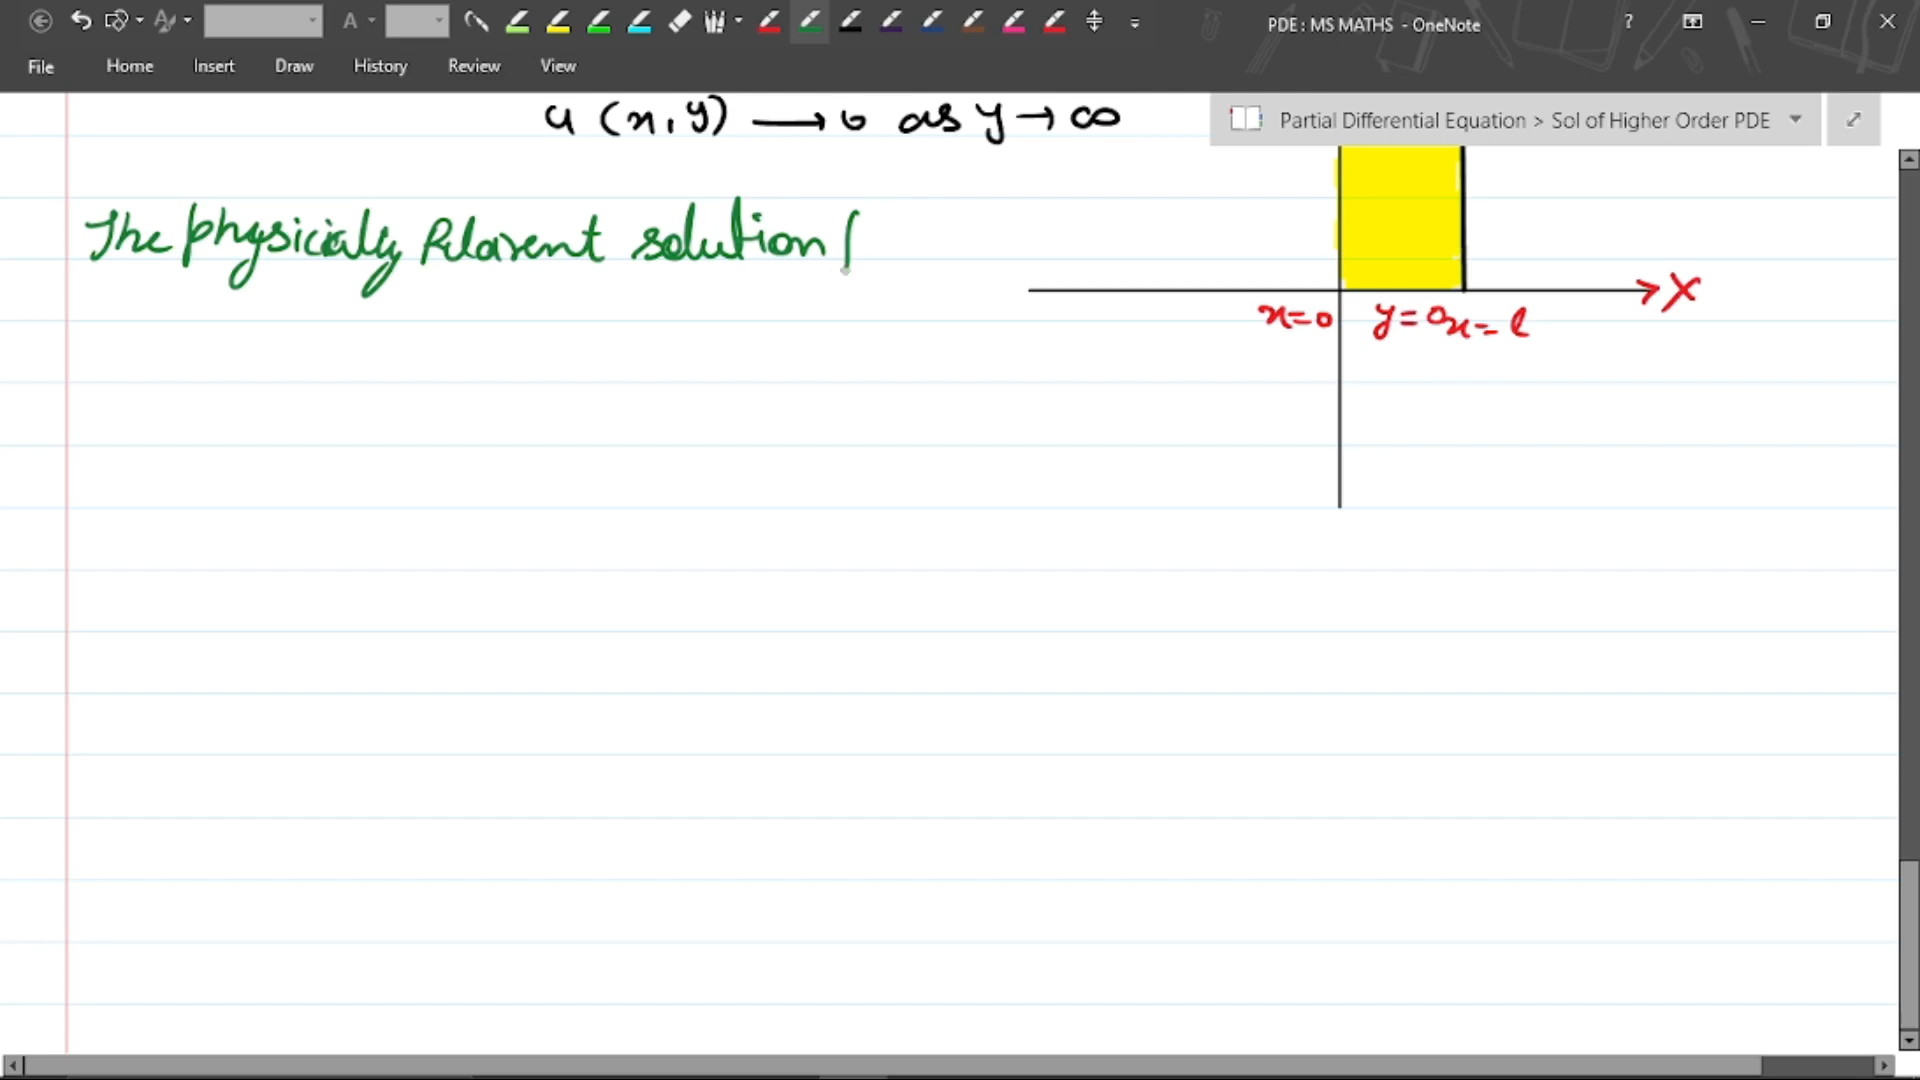 PDE : MS MATHS - OneNote
?
File Home Insert Draw History Review View
u (x, y) → 0 as y → ∞
Partial Differential Equation > Sol of Higher Order PDE
The physicialy Relavent solution
X
x=0 y=0 x=l